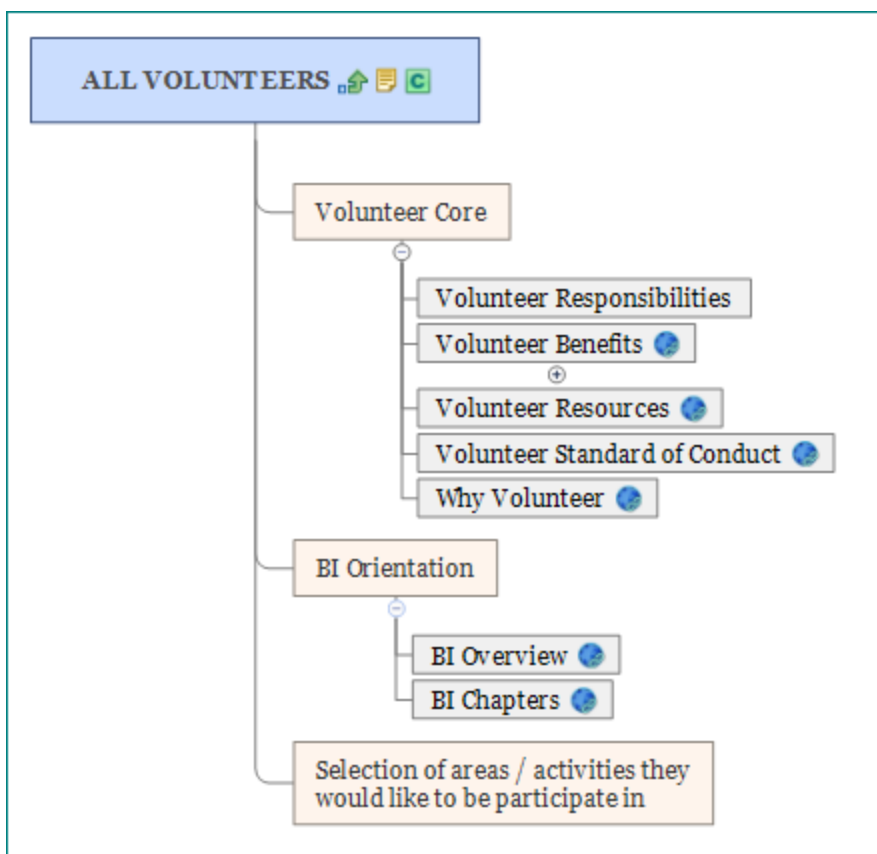 ALL VOLUNTEERS
Volunteer Core
Volunteer Responsibilities
Volunteer Benefits
Volunteer Resources
Volunteer Standard of Conduct
Why Volunteer
BI Orientation
BI Overview
BI Chapters
Selection of areas / activities they
would like to be participate in